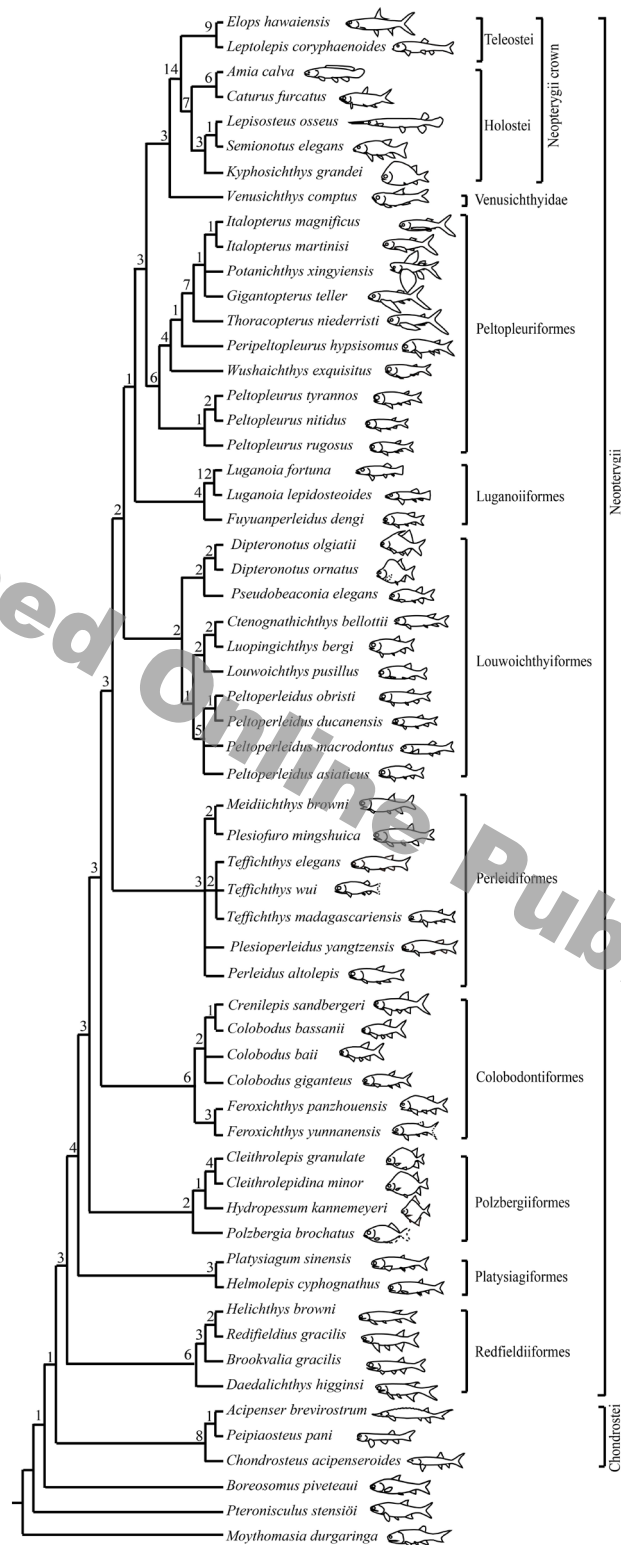 9
Elops hawaiensis
Leptolepis coryphaenoides
Teleostei
14
6
Amia calva
Caturus furcatus
7
1
Lepisosteus osseus
Semionotus elegans
3
Kyphosichthys grandei
Holostei
Neopterygii crown
3
Venusichthys comptus
Venusichthyidae
1
Italopterus magnificus
Italopterus martinisi
3
1
Potanichthys xingyiensis
7
Gigantopterus teller
1
Thoracopterus niederristi
4
Peripeltopleurus hypsisomus
Wushaichthys exquisitus
1
6
2
Peltopleurus tyrannos
Peltopleurus nitidus
1
Peltopleurus rugosus
Peltopleuriformes
12
Luganoia fortuna
4
Luganoia lepidosteoides
Fuyuanperleidus dengi
Luganoiiformes
2
2
Dipteronotus olgiatii
Dipteronotus ornatus
2
Pseudobeaconia elegans
2
2
Ctenognathichthys bellottii
Luopingichthys bergi
2
Louwoichthys pusillus
1
1
Peltoperleidus obristi
Peltoperleidus ducanensis
5
Peltoperleidus macrodontus
Peltoperleidus asiaticus
Louwoichthyiformes
3
2
Meidiichthys browni
Plesiofuro mingshuica
Teffichthys elegans
3
2
Teffichthys wui
Teffichthys madagascariensis
Plesioperleidus yangtzensis
Perleidus altolepis
Perleidiformes
3
1
Crenilepis sandbergeri
Colobodus bassanii
2
Colobodus baii
6
Colobodus giganteus
3
Feroxichthys panzhouensis
Feroxichthys yunnanensis
Colobodontiformes
3
4
Cleithrolepis granulate
Cleithrolepidina minor
1
Hydropessum kannemeyeri
2
Polzbergia brochatus
Polzbergiiformes
4
3
Platysiagum sinensis
Helmolepis cyphognathus
Platysiagiformes
3
2
Helichthys browni
Redifieldius gracilis
3
Brookvalia gracilis
6
Daedalichthy higginsi
Redfieldiiformes
Neopterygii
1
1
Acipenser brevirostrum
Peipiaosteus pani
8
Chondrosteus acipenseroides
Chondrostei
1
Boreosomus piveteaui
Pteronisculus stensiöi
Moythomasia durgaringa
Online